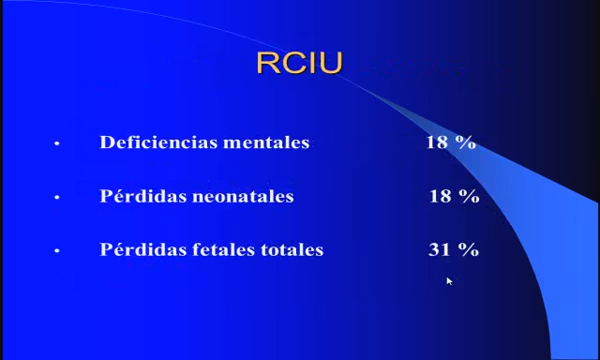 RCIU
• Deficiencias mentales 18 %
• Pérdidas neonatales 18 %
• Pérdidas fetales totales 31 %